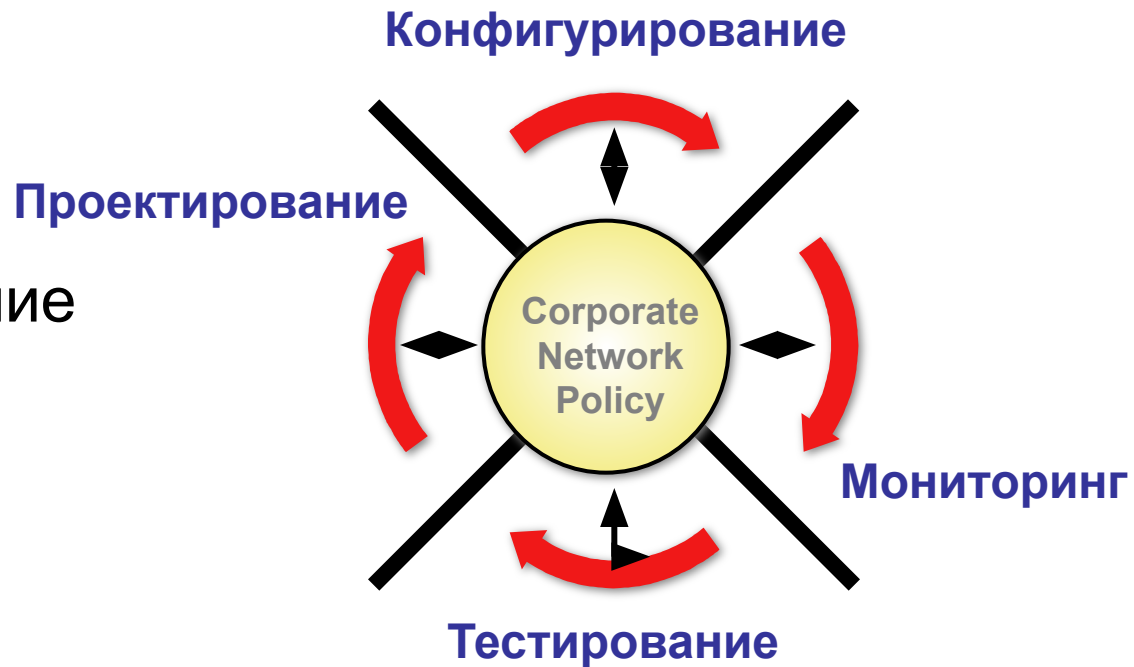 Конфигурирование
Проектирование
Corporate
Network
Policy
Мониторинг
Тестирование